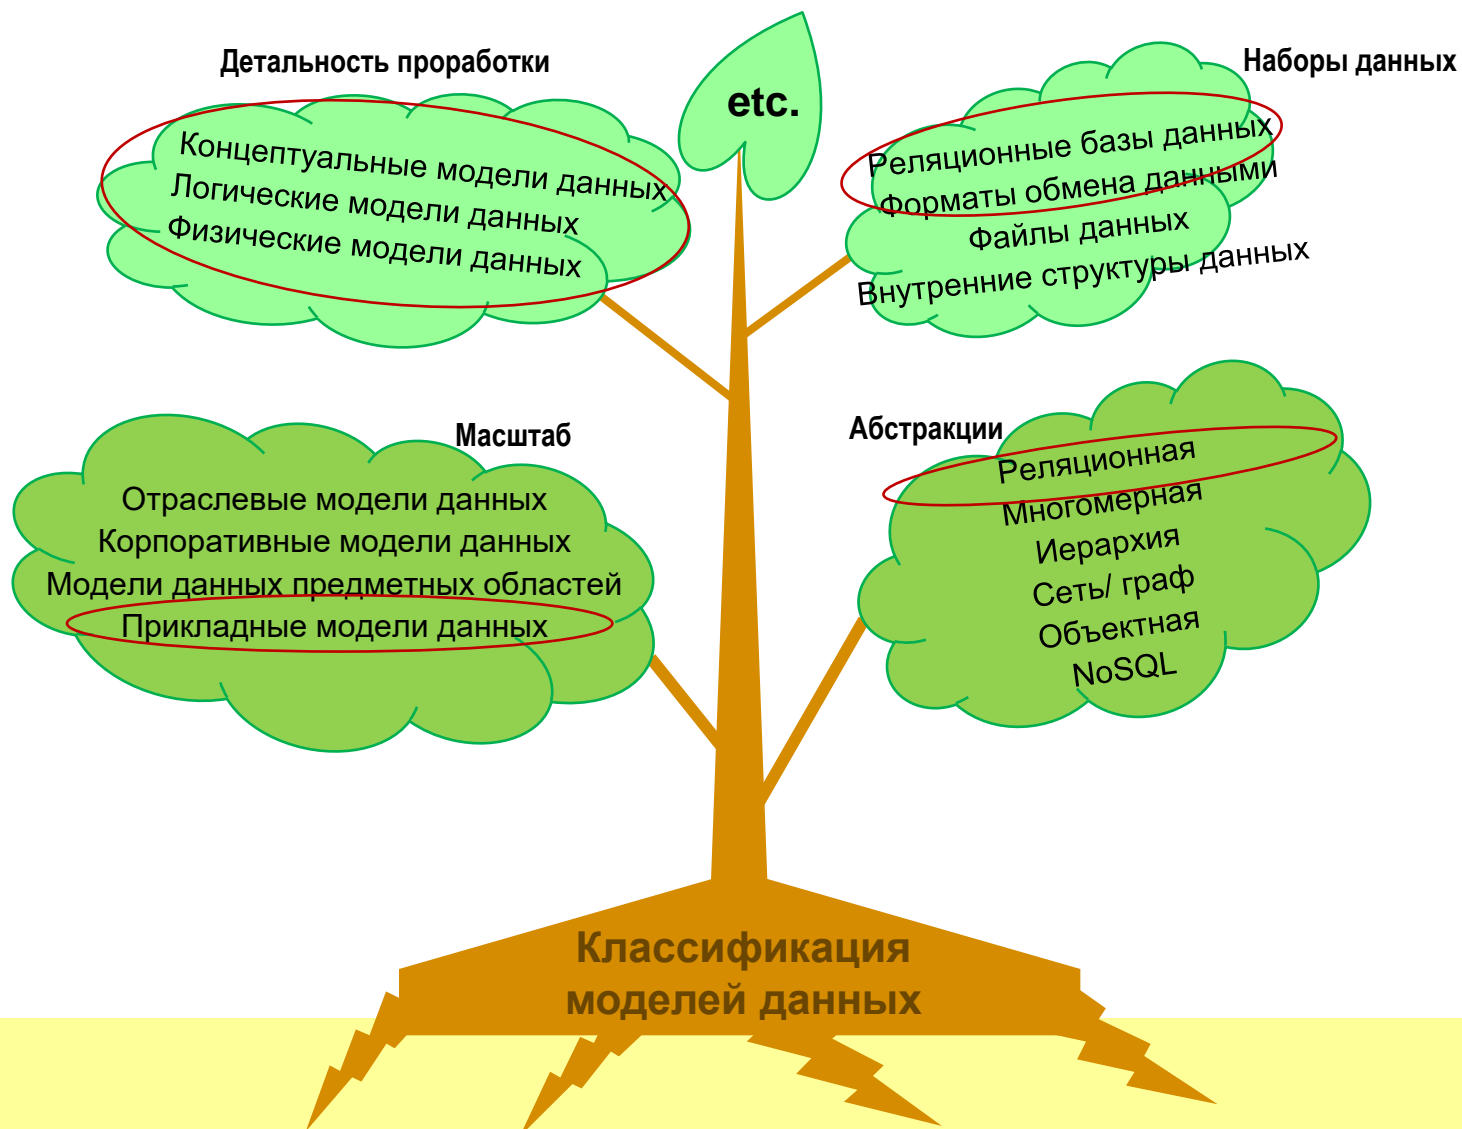 Детальность проработки
Концептуальные модели данных
Логические модели данных
Физические модели данных
etc.
Наборы данных
Реляционные базы данных
Форматы обмена данными
Файлы данных
Внутренние структуры данных
Масштаб
Отраслевые модели данных
Корпоративные модели данных
Модели данных предметных областей
Прикладные модели данных
Абстракции
Реляционная
Многомерная
Иерархия
Сеть/ граф
Объектная
NoSQL
Классификация
моделей данных